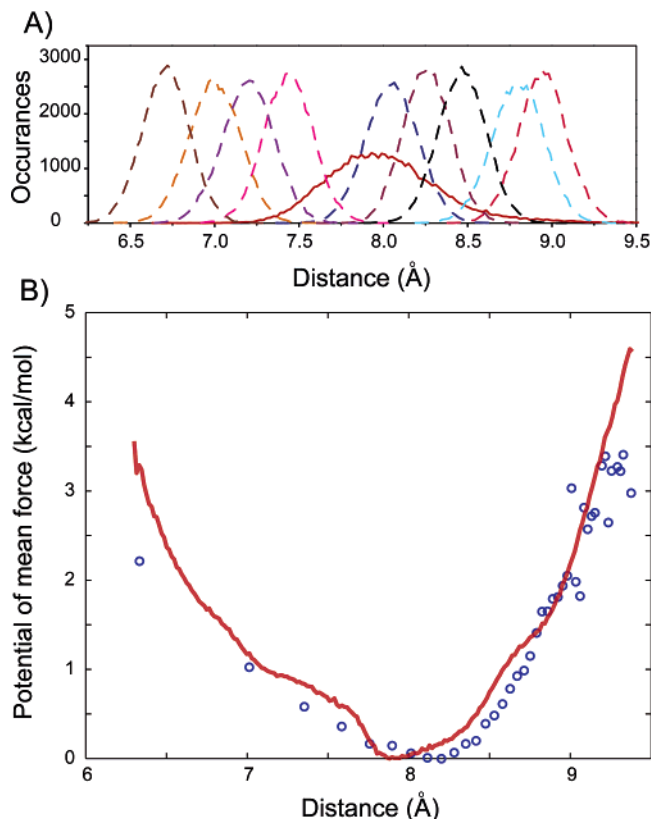 A)
Occurances
3000
2000
1000
0
6.5 7.0 7.5 8.0 8.5 9.0 9.5
Distance (Å)
B)
Potential of mean force (kcal/mol)
5
4
3
2
1
0
6 7 8 9
Distance (Å)